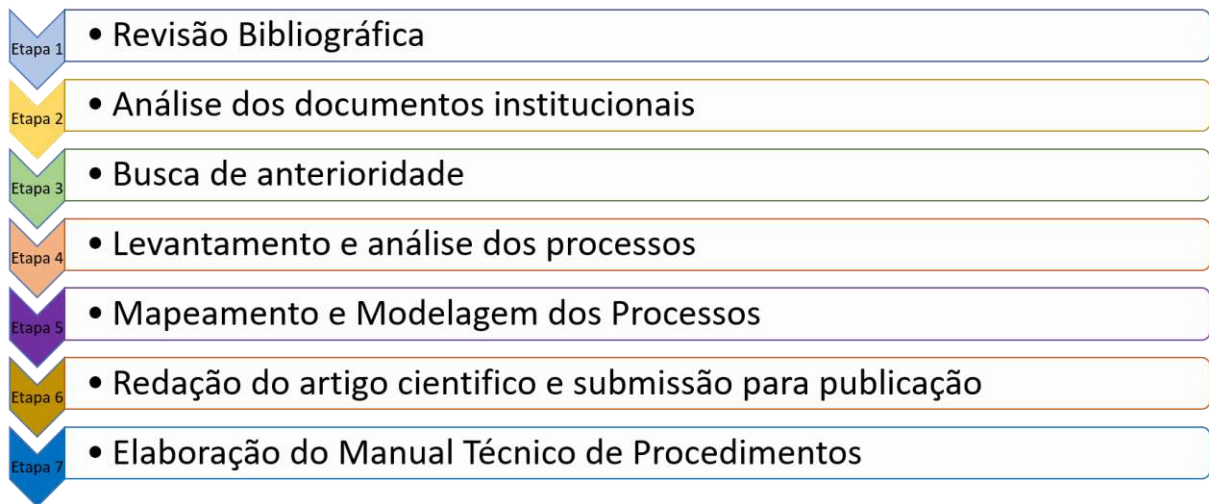 Etapa 1
• Revisão Bibliográfica
Etapa 2
• Análise dos documentos institucionais
Etapa 3
• Busca de anterioridade
Etapa 4
• Levantamento e análise dos processos
Etapa 5
• Mapeamento e Modelagem dos Processos
Etapa 6
• Redação do artigo cientifico e submissão para publicação
Etapa 7
• Elaboração do Manual Técnico de Procedimentos